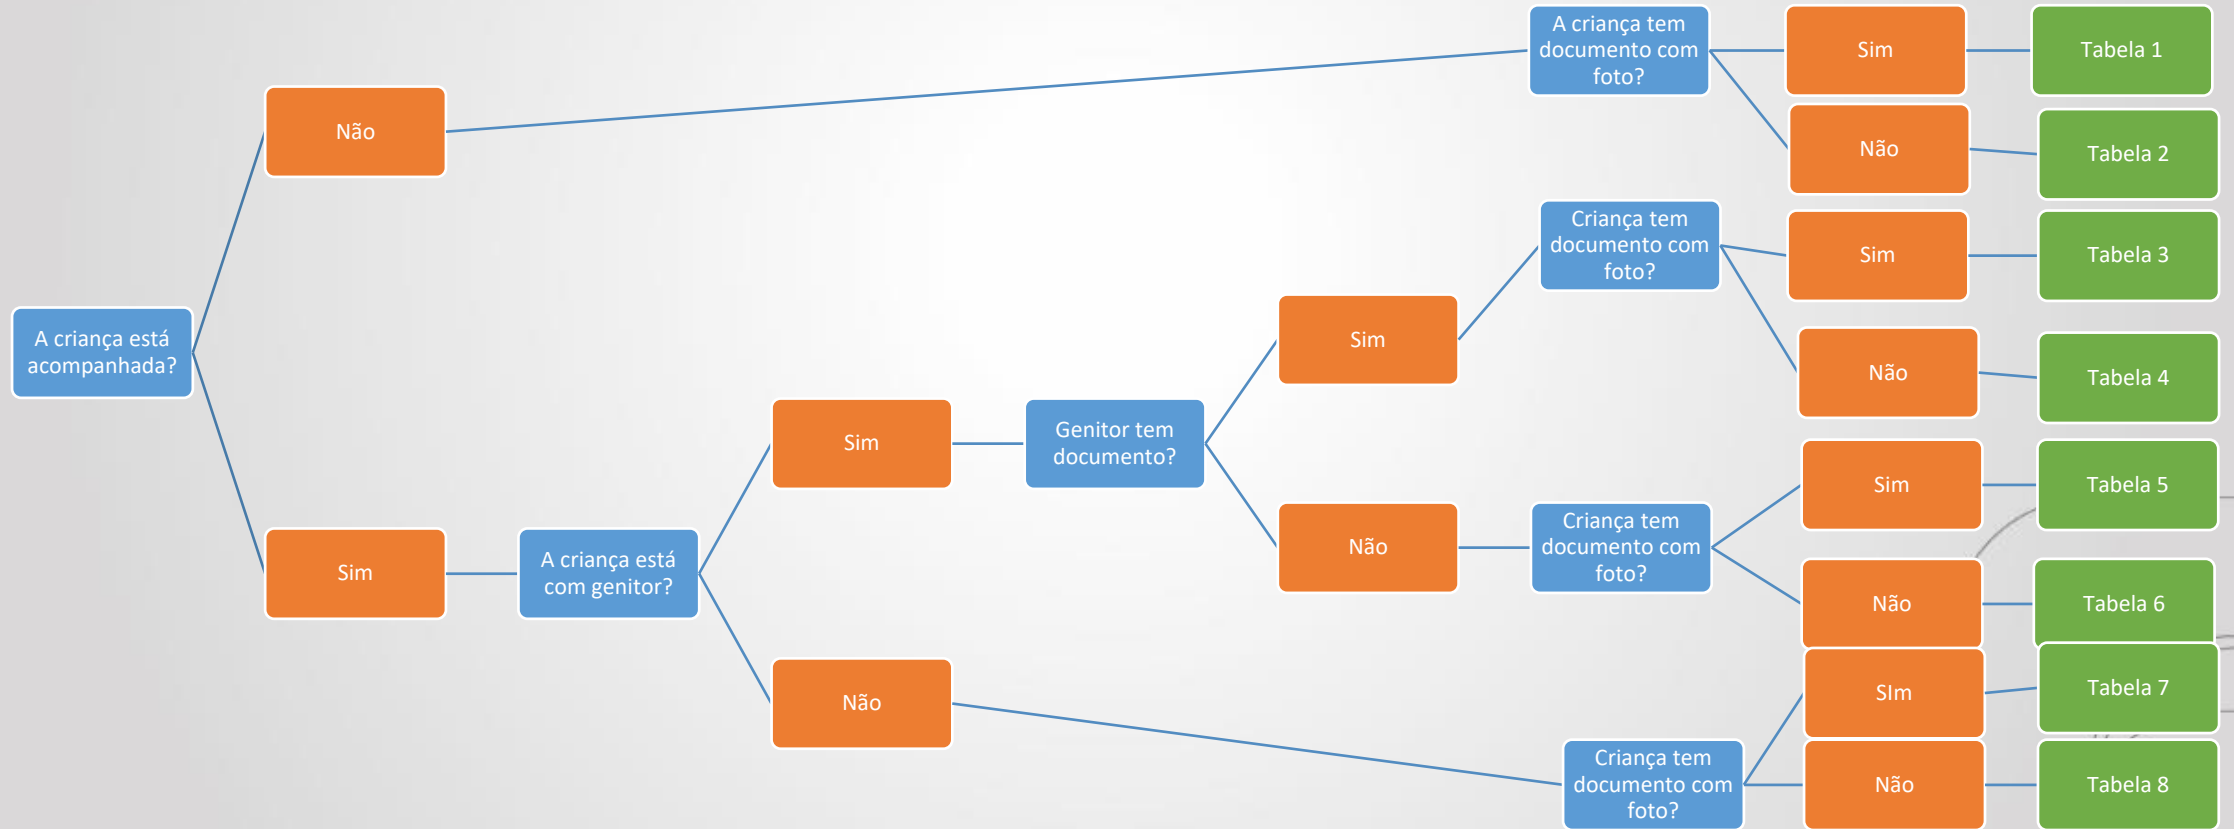 A criança tem
documento com
foto?
Sim
Tabela 1
Não
Não
Tabela 2
Criança tem
documento com
foto?
Sim
Tabela 3
A criança está
acompanhada?
Sim
Não
Tabela 4
Sim
Genitor tem
documento?
Sim
Tabela 5
Sim
A criança está
com genitor?
Não
Criança tem
documento com
foto?
Não
Tabela 6
Não
SIm
Tabela 7
Criança tem
documento com
foto?
Não
Tabela 8